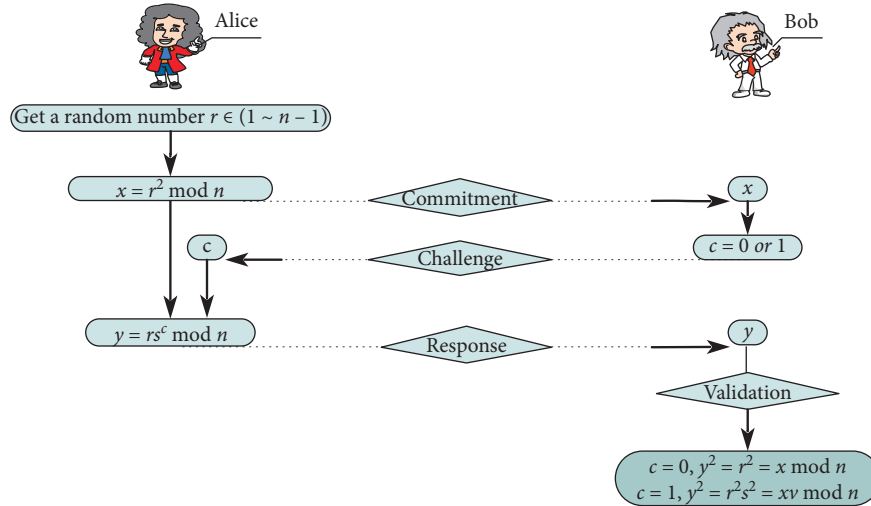 Alice
Bob
Get a random number r ∈ (1 ~ n – 1)
x = r² mod n
Commitment
x
c = 0 or 1
c
Challenge
y = rsᶜ mod n
Response
y
Validation
c = 0, y² = r² = x mod n
c = 1, y² = r²s² = xv mod n